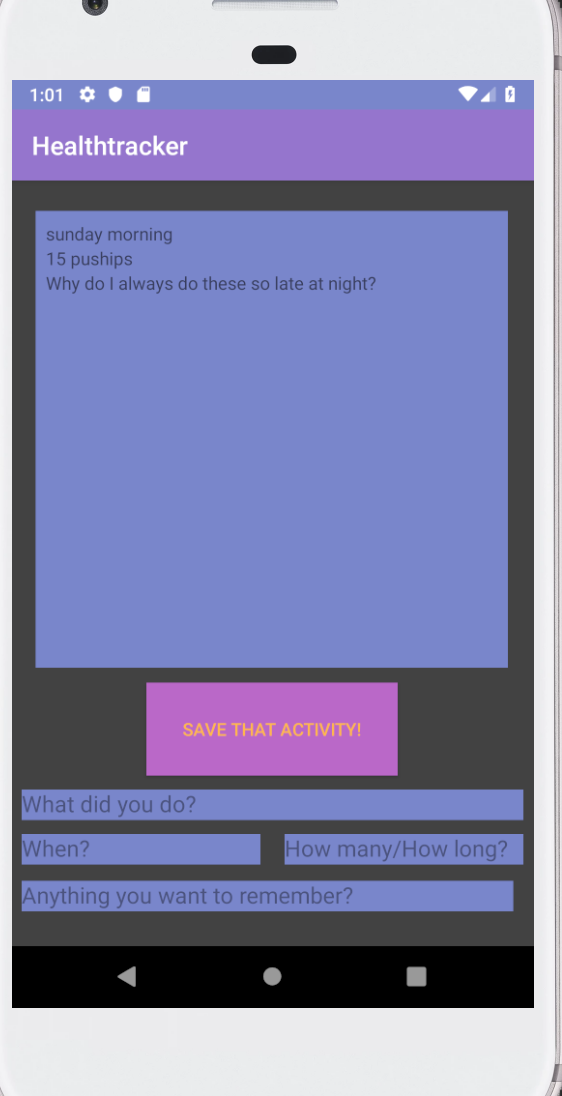 1:01
Healthtracker
sunday morning
15 puships
Why do I always do these so late at night?
SAVE THAT ACTIVITY!
What did you do?
When? How many/How long?
Anything you want to remember?